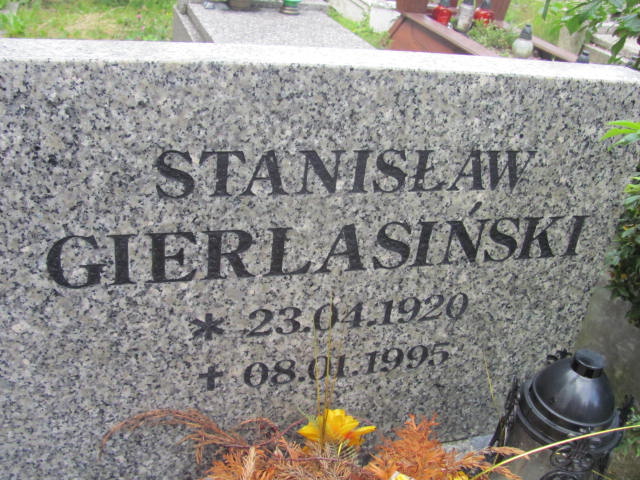 STANISŁAW
GIERLASIŃSKI
* 23.04.1920
+ 08.01.1995